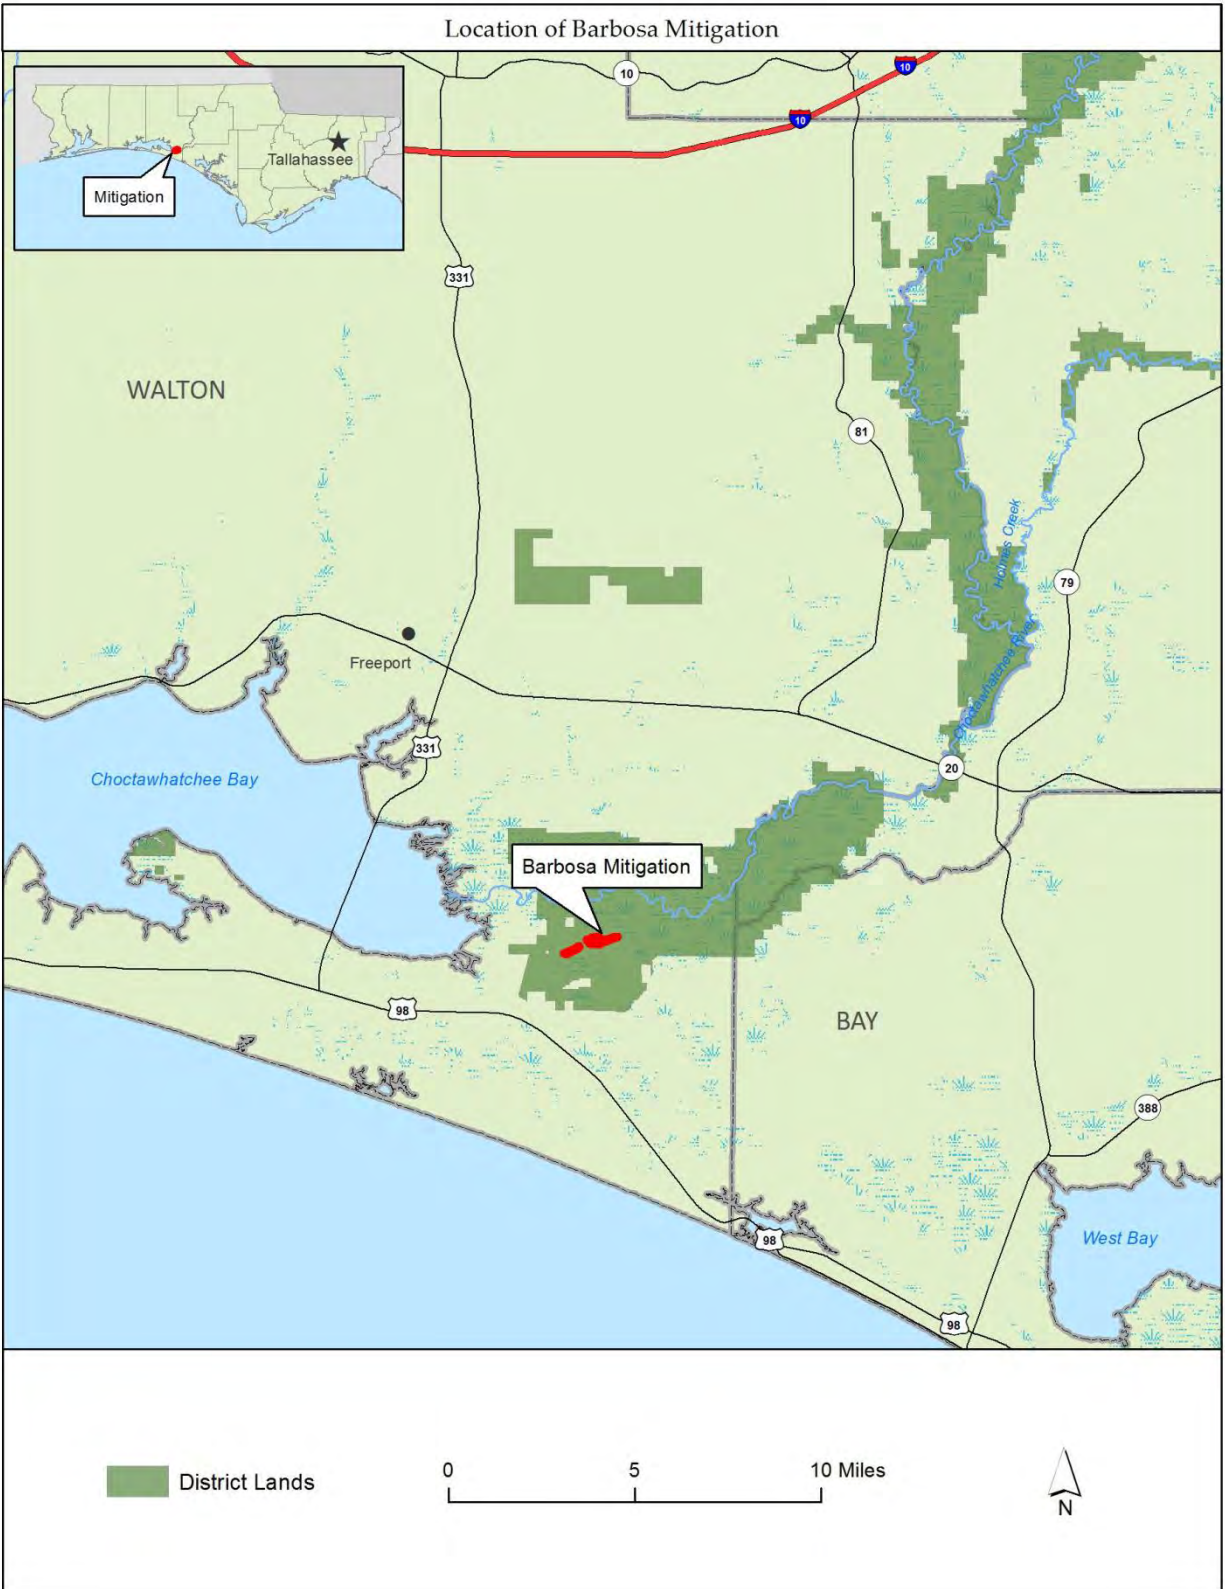 Location of Barbosa Mitigation
10
10
10
Tallahassee
Mitigation
331
WALTON
81
Holmes Creek
79
Freeport
Choctawhatchee River
331
20
Choctawhatchee Bay
Barbosa Mitigation
98
BAY
388
98
West Bay
98
District Lands
0 5 10 Miles
N